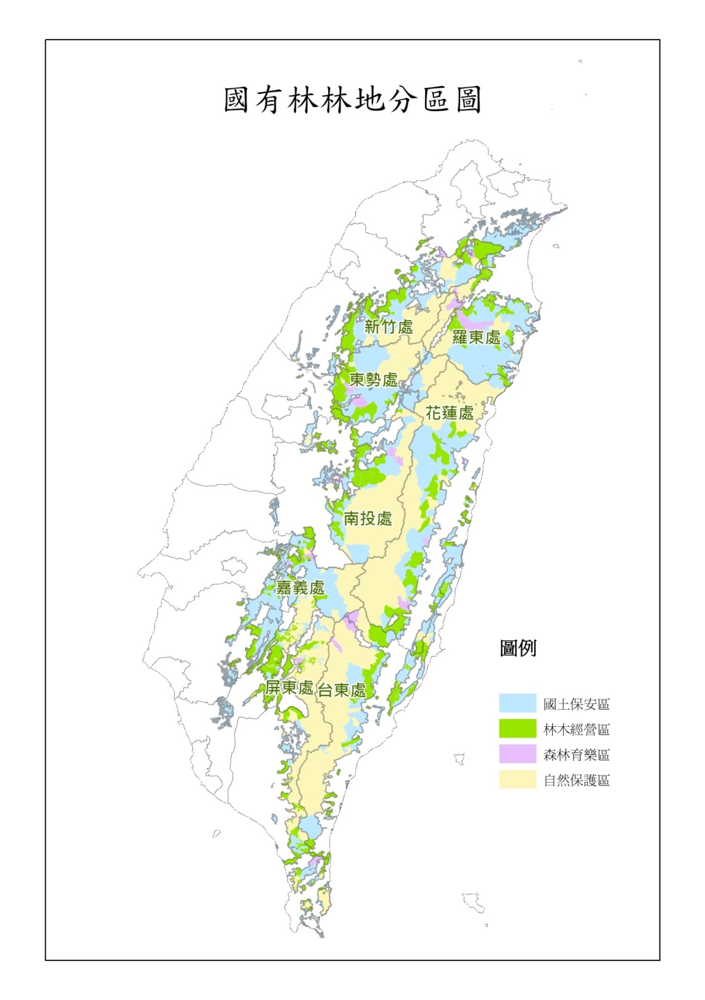 國有林林地分區圖
新竹處
羅東處
東勢處
花蓮處
南投處
嘉義處
屏東處
台東處
圖例
國土保安區
林木經營區
森林育樂區
自然保護區